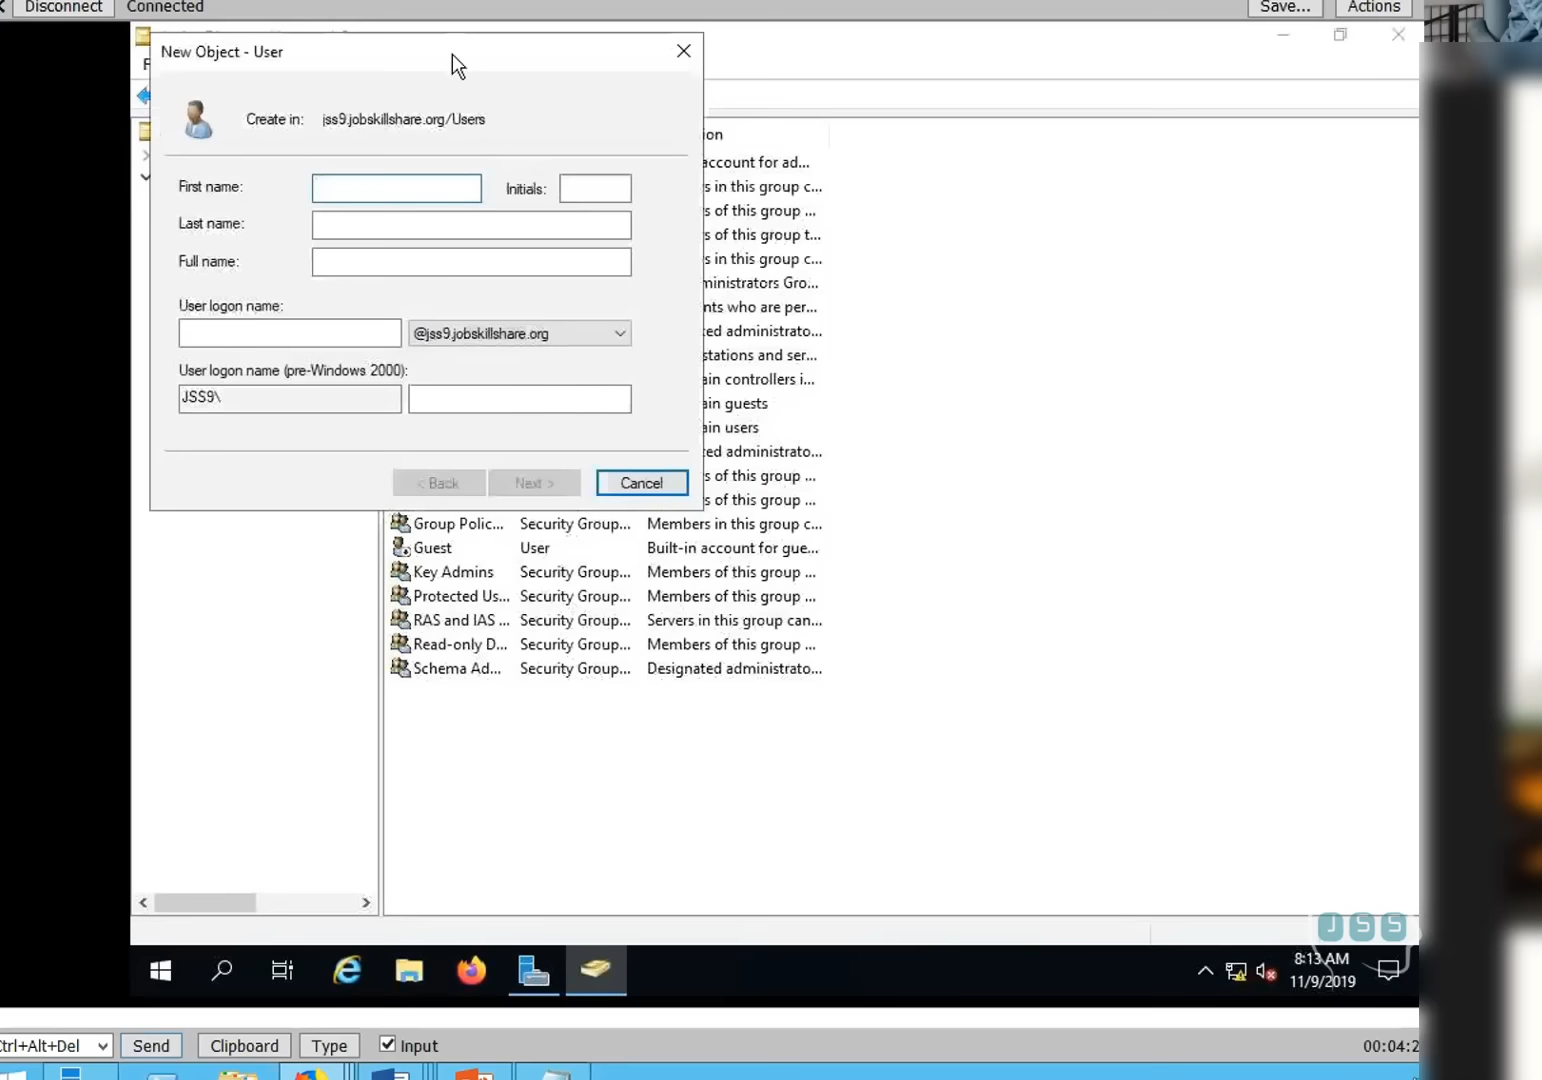 Disconnect Connected Save... Actions
New Object - User
Create in: jss9.jobskillshare.org/Users
First name: Initials:
Last name:
Full name:
User logon name:
@jss9.jobskillshare.org
User logon name (pre-Windows 2000):
JSS9\
< Back Next > Cancel
ion
account for ad...
s in this group c...
s of this group ...
s of this group t...
s in this group c...
ministrators Gro...
nts who are per...
ted administrato...
stations and ser...
ain controllers i...
ain guests
ain users
ted administrato...
s of this group ...
s of this group ...
Group Polic... Security Group... Members in this group c...
Guest User Built-in account for gue...
Key Admins Security Group... Members of this group ...
Protected Us... Security Group... Members of this group ...
RAS and IAS ... Security Group... Servers in this group can...
Read-only D... Security Group... Members of this group ...
Schema Ad... Security Group... Designated administrato...
JSS
8:13 AM
11/9/2019
Ctrl+Alt+Del Send Clipboard Type Input 00:04:2